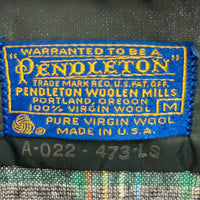 "WARRANTED TO BE A
PENDLETON"
TRADE MARK REG. U.S. PAT. OFF.
PENDLETON WOOLEN MILLS
PORTLAND, OREGON
100% VIRGIN WOOL M
PURE VIRGIN WOOL
MADE IN U.S.A.
A-022 - 473-LS